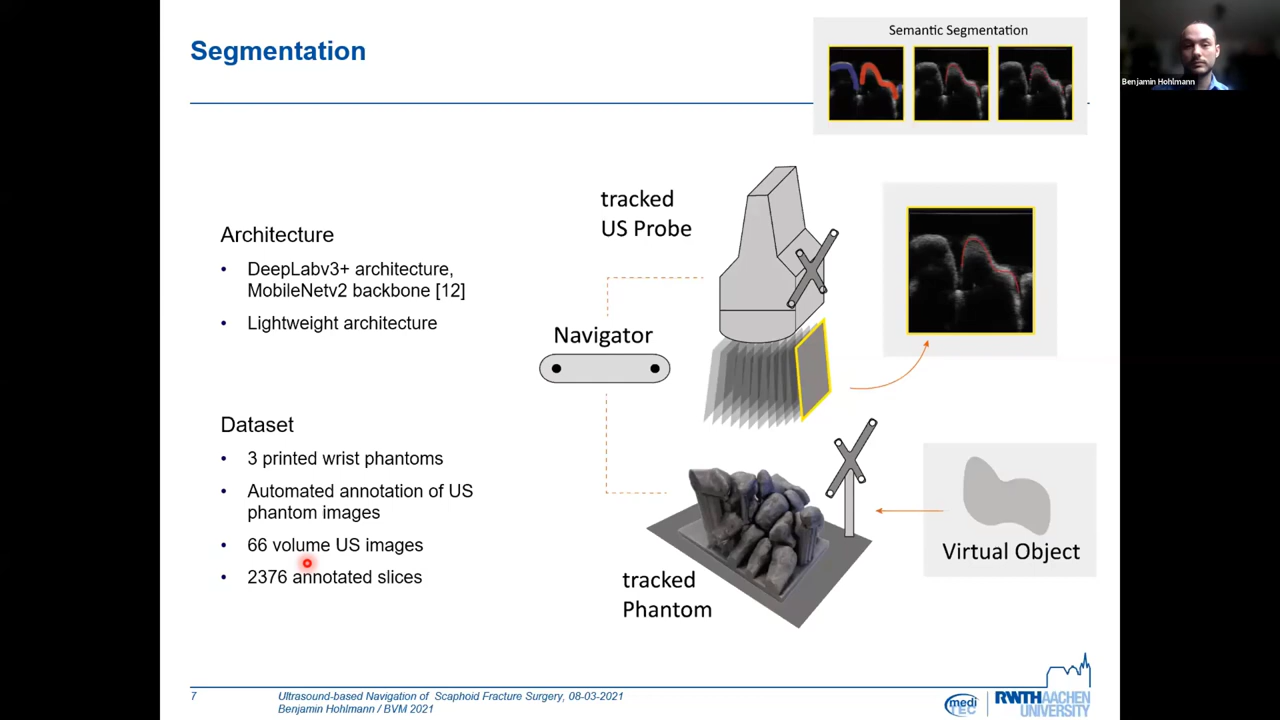 Segmentation
Semantic Segmentation
Benjamin Hohlmann
Architecture
• DeepLabv3+ architecture,
MobileNetv2 backbone [12]
• Lightweight architecture
Dataset
• 3 printed wrist phantoms
• Automated annotation of US
phantom images
• 66 volume US images
• 2376 annotated slices
tracked
US Probe
Navigator
tracked
Phantom
Virtual Object
7
Ultrasound-based Navigation of Scaphoid Fracture Surgery, 08-03-2021
Benjamin Hohlmann / BVM 2021
medi
TEC
RWTHAACHEN
UNIVERSITY